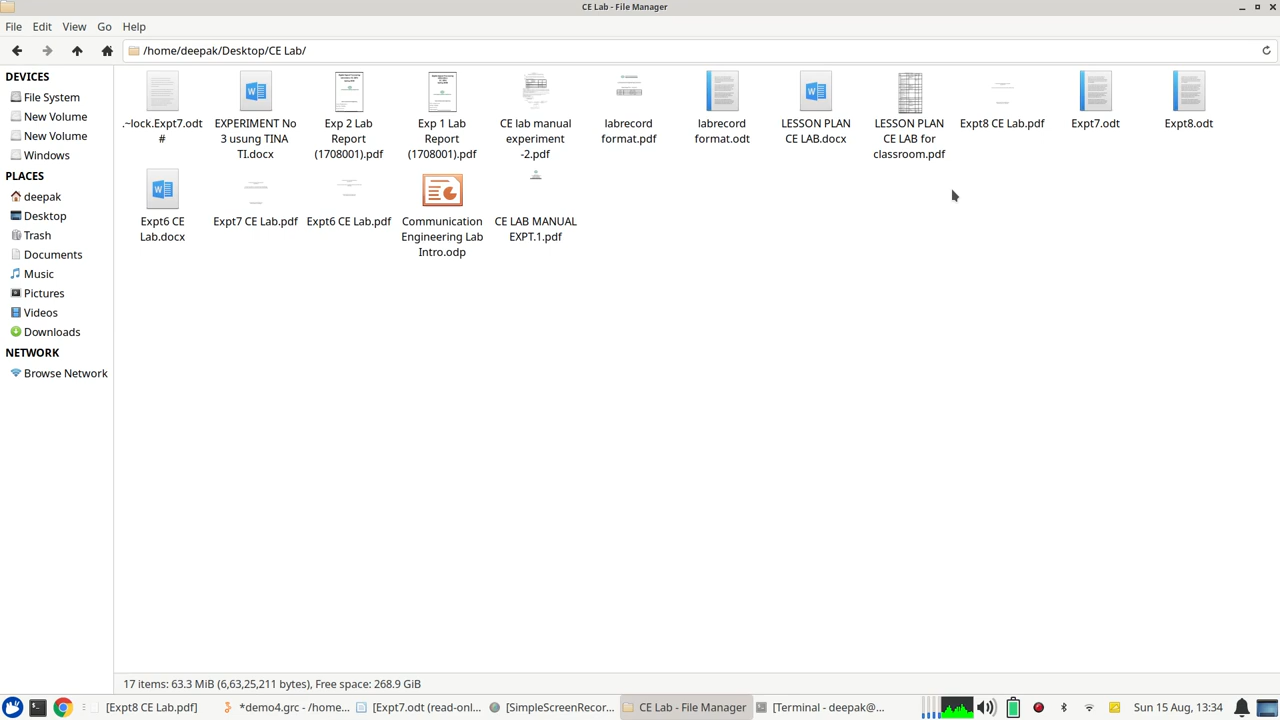 CE Lab - File Manager
File Edit View Go Help
/home/deepak/Desktop/CE Lab/
DEVICES
File System
New Volume
New Volume
Windows
PLACES
deepak
Desktop
Trash
Documents
Music
Pictures
Videos
Downloads
NETWORK
Browse Network
.~lock.Expt7.odt
#
EXPERIMENT No
3 usung TINA
TI.docx
Exp 2 Lab
Report
(1708001).pdf
Exp 1 Lab
Report
(1708001).pdf
CE lab manual
experiment
-2.pdf
labrecord
format.pdf
labrecord
format.odt
LESSON PLAN
CE LAB.docx
LESSON PLAN
CE LAB for
classroom.pdf
Expt8 CE Lab.pdf
Expt7.odt
Expt8.odt
Expt6 CE
Lab.docx
Expt7 CE Lab.pdf
Expt6 CE Lab.pdf
Communication
Engineering Lab
Intro.odp
CE LAB MANUAL
EXPT.1.pdf
17 items: 63.3 MiB (6,63,25,211 bytes), Free space: 268.9 GiB
[Expt8 CE Lab.pdf]
*demo4.grc - /home...
[Expt7.odt (read-onl...
[SimpleScreenRecor...
CE Lab - File Manager
[Terminal - deepak@...
Sun 15 Aug, 13:34